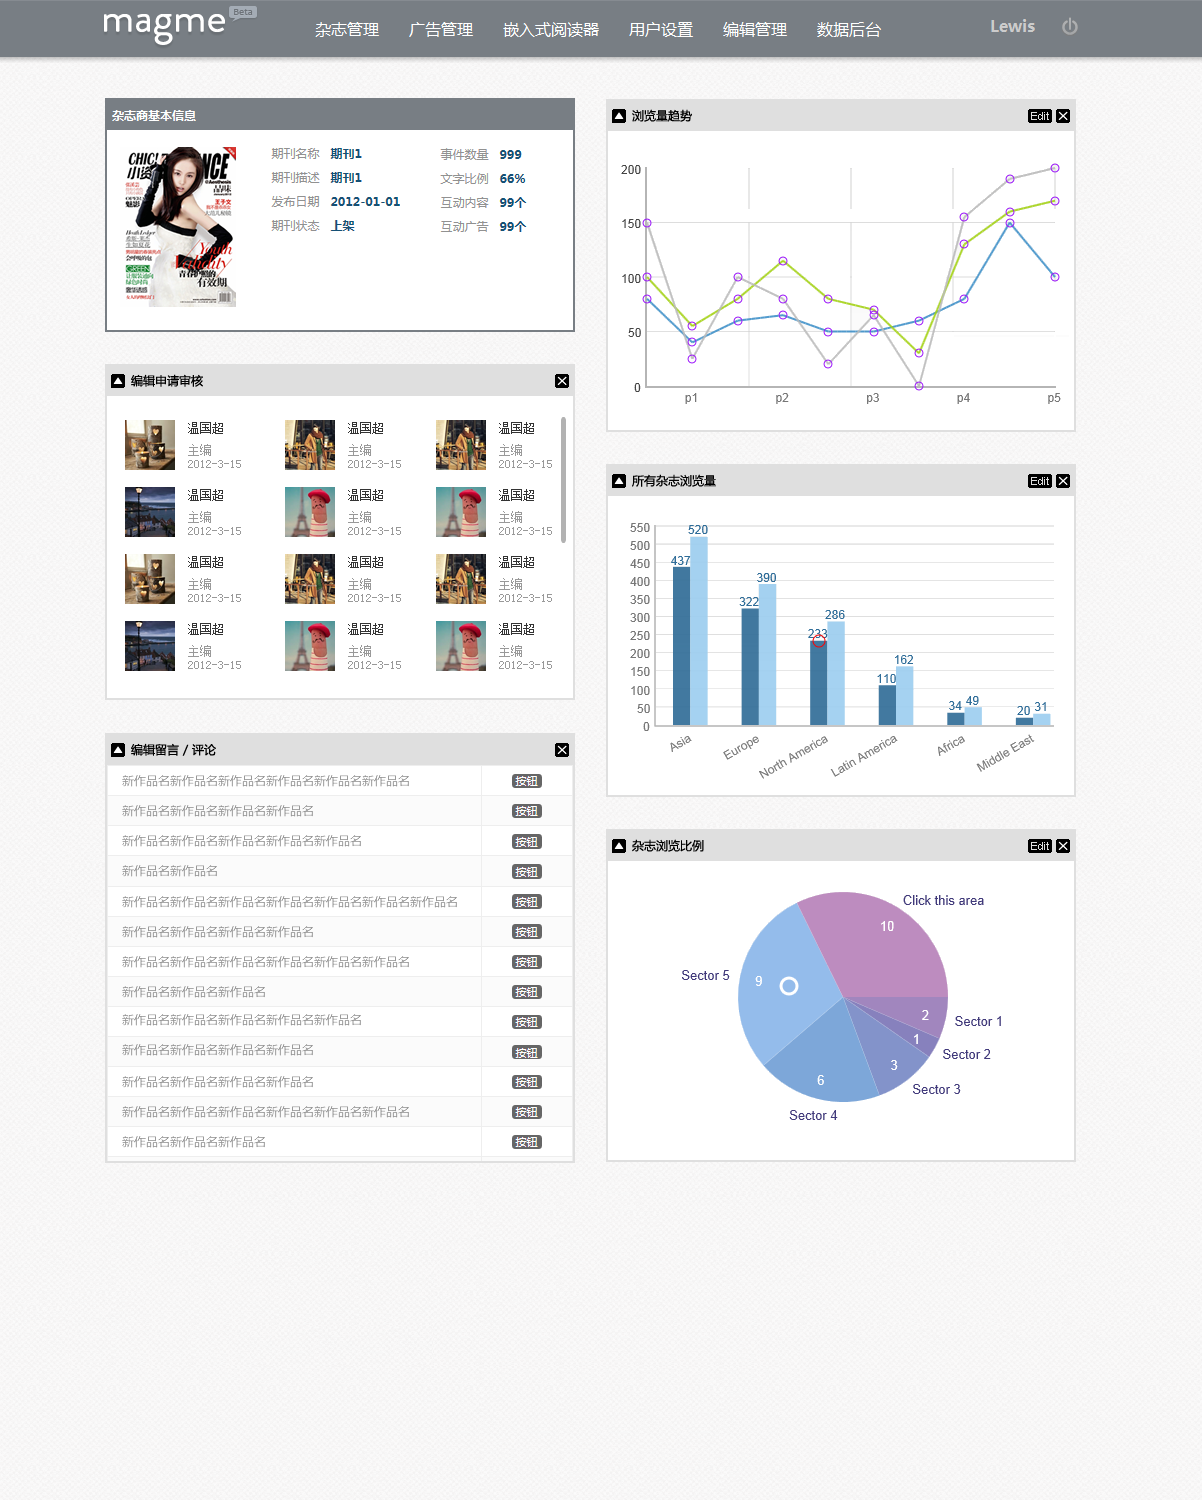 magme Beta
杂志管理 广告管理 嵌入式阅读器 用户设置 编辑管理 数据后台
Lewis
杂志商基本信息
期刊名称 期刊1 事件数量 999
期刊描述 期刊1 文字比例 66%
发布日期 2012-01-01 互动内容 99个
期刊状态 上架 互动广告 99个
编辑申请审核
温国超 温国超 温国超
主编 主编 主编
2012-3-15 2012-3-15 2012-3-15
温国超 温国超 温国超
主编 主编 主编
2012-3-15 2012-3-15 2012-3-15
温国超 温国超 温国超
主编 主编 主编
2012-3-15 2012-3-15 2012-3-15
温国超 温国超 温国超
主编 主编 主编
2012-3-15 2012-3-15 2012-3-15
编辑留言 / 评论
新作品名新作品名新作品名新作品名新作品名新作品名 按钮
新作品名新作品名新作品名新作品名 按钮
新作品名新作品名新作品名新作品名新作品名 按钮
新作品名新作品名 按钮
新作品名新作品名新作品名新作品名新作品名新作品名新作品名 按钮
新作品名新作品名新作品名新作品名 按钮
新作品名新作品名新作品名新作品名新作品名新作品名 按钮
新作品名新作品名新作品名 按钮
新作品名新作品名新作品名新作品名新作品名 按钮
新作品名新作品名新作品名新作品名 按钮
新作品名新作品名新作品名新作品名 按钮
新作品名新作品名新作品名新作品名新作品名新作品名 按钮
新作品名新作品名新作品名 按钮
浏览量趋势 Edit
200
150
100
50
0
p1 p2 p3 p4 p5
所有杂志浏览量 Edit
550
500
450
400
350
300
250
200
150
100
50
0
437 520
322 390
233 286
110 162
34 49
20 31
Asia Europe North America Latin America Africa Middle East
杂志浏览比例 Edit
Click this area
10
Sector 5
9
2
Sector 1
1
Sector 2
3
Sector 3
6
Sector 4